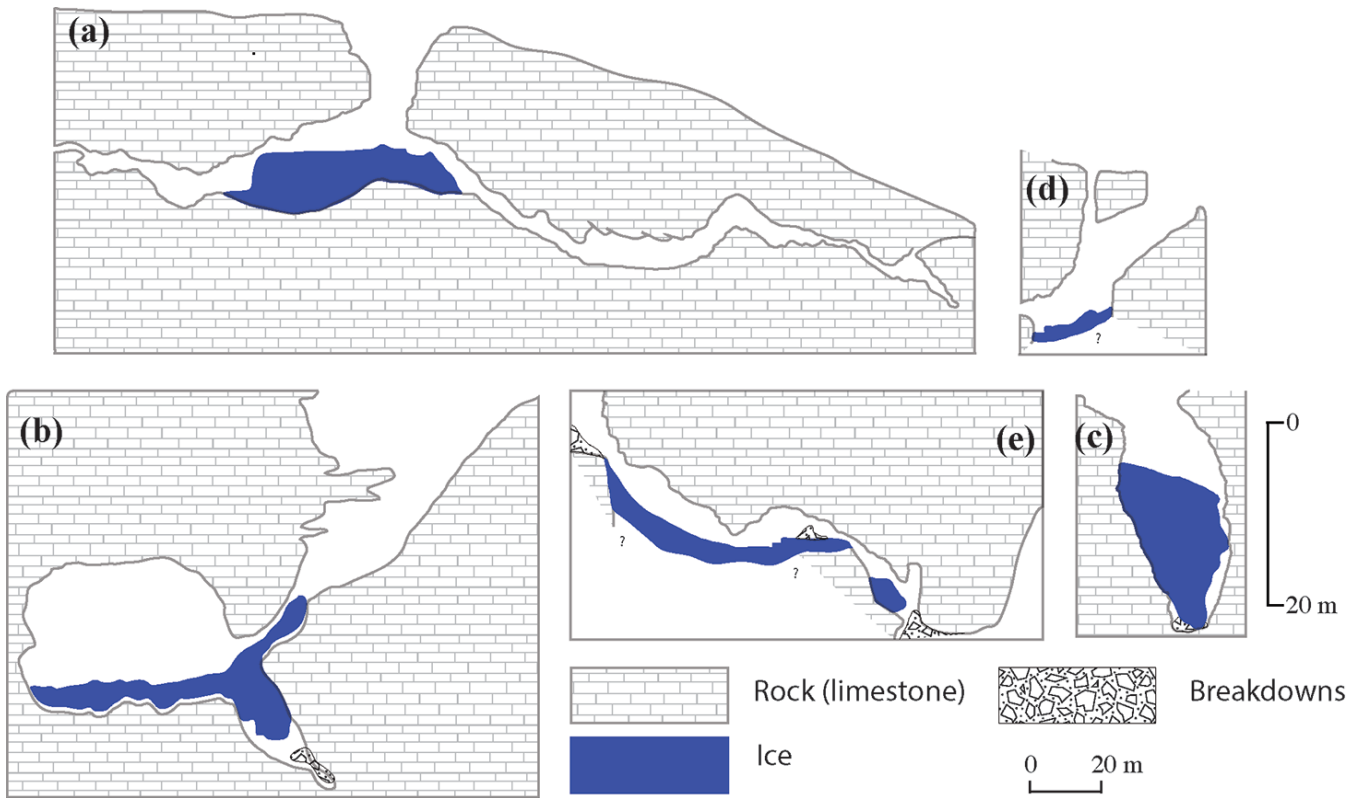 (a)
(d)
?
(b)
(e)
(c)
0
20 m
?
?
Rock (limestone)
Breakdowns
Ice
0 20 m